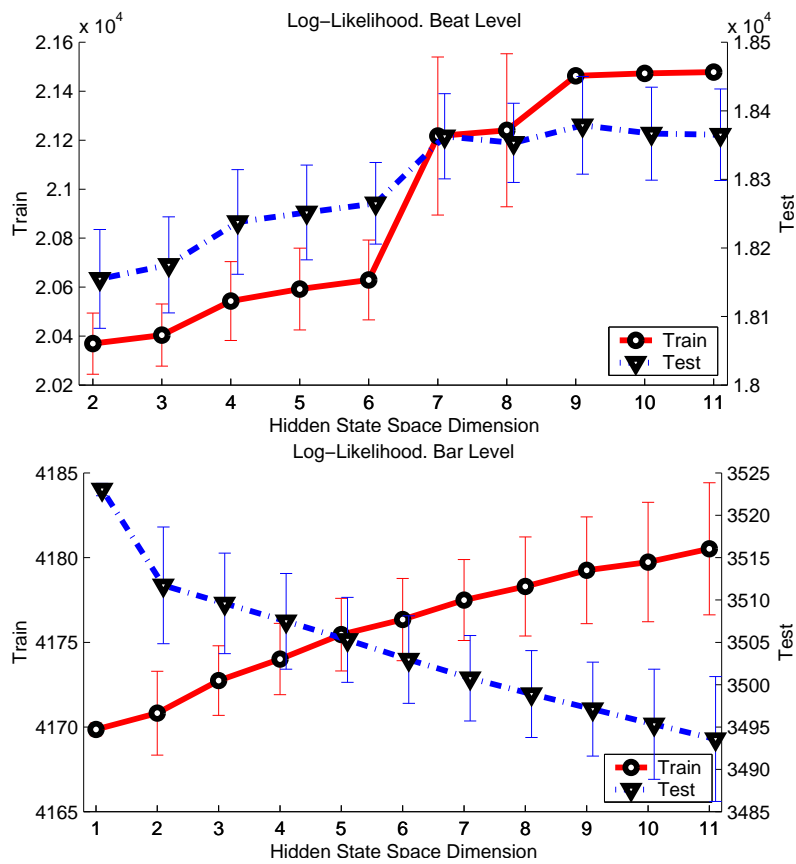 Log−Likelihood. Beat Level
x 10^4
x 10^4
2.16
2.14
2.12
2.1
2.08
2.06
2.04
2.02
Train
1.85
1.84
1.83
1.82
1.81
1.8
Test
Train
Test
2 3 4 5 6 7 8 9 10 11
Hidden State Space Dimension
Log−Likelihood. Bar Level
4185
4180
4175
4170
4165
Train
3525
3520
3515
3510
3505
3500
3495
3490
3485
Test
Train
Test
1 2 3 4 5 6 7 8 9 10 11
Hidden State Space Dimension